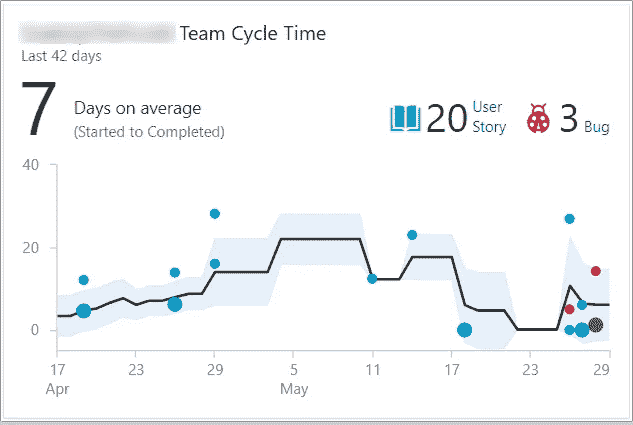 Team Cycle Time
Last 42 days
7 Days on average
(Started to Completed)
20 User Story
3 Bug
40
20
0
17 23 29 5 11 17 23 29
Apr May